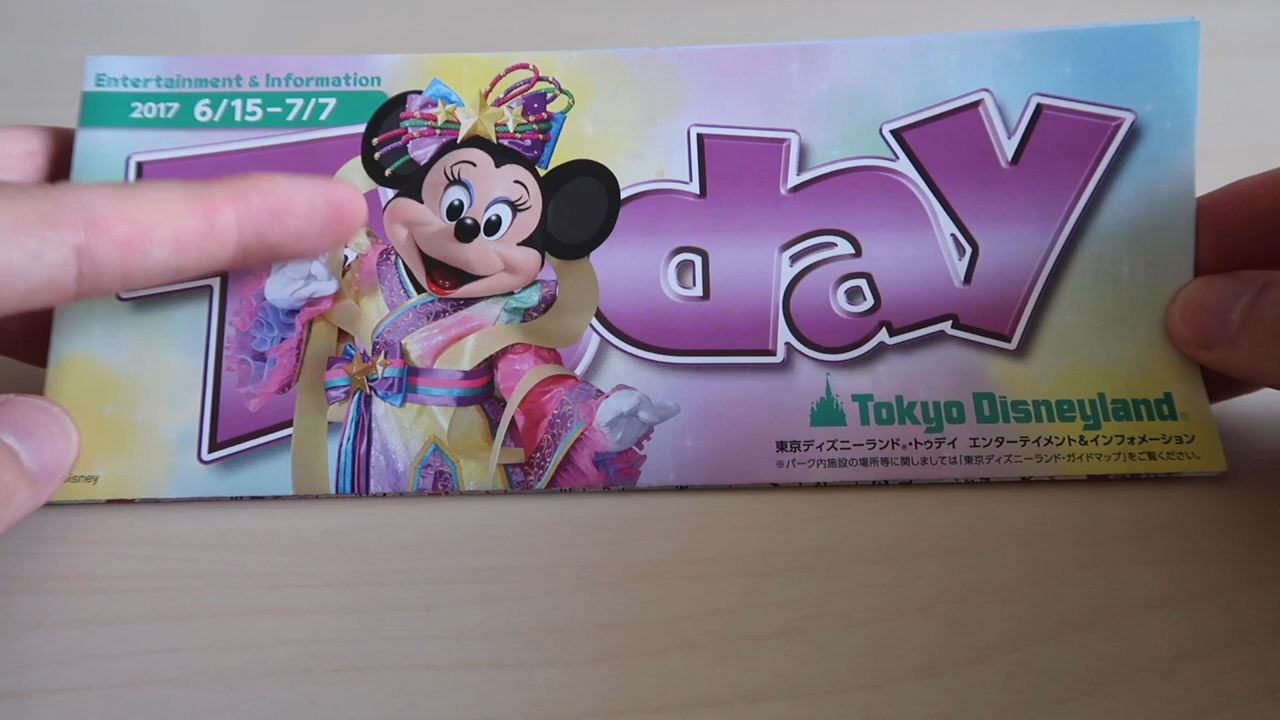 Entertainment & Information
2017 6/15-7/7
Today
Tokyo Disneyland®
東京ディズニーランド®・トゥデイ エンターテイメント&インフォメーション
※パーク内施設の場所等に関しましては「東京ディズニーランド・ガイドマップ」をご覧ください。